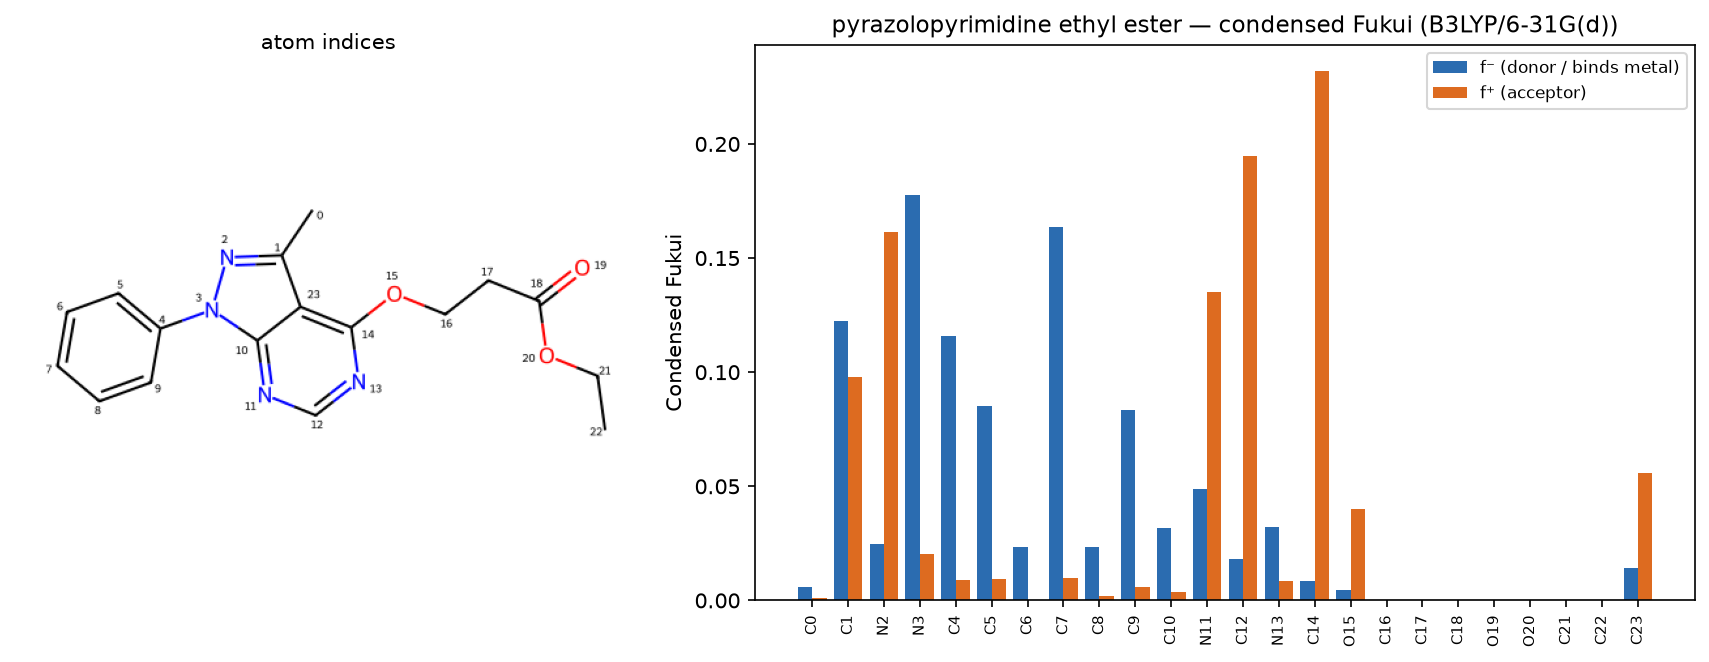 atom indices
0
2
1
5
3
6
4
23
15
17
18
O 19
N
N
O
16
14
10
7
20 O
21
9
N
N 13
8
11
12
22
pyrazolopyrimidine ethyl ester — condensed Fukui (B3LYP/6-31G(d))
f⁻ (donor / binds metal)
f⁺ (acceptor)
Condensed Fukui
0.20
0.15
0.10
0.05
0.00
C0 C1 N2 N3 C4 C5 C6 C7 C8 C9 C10 N11 C12 N13 C14 O15 C16 C17 C18 O19 O20 C21 C22 C23